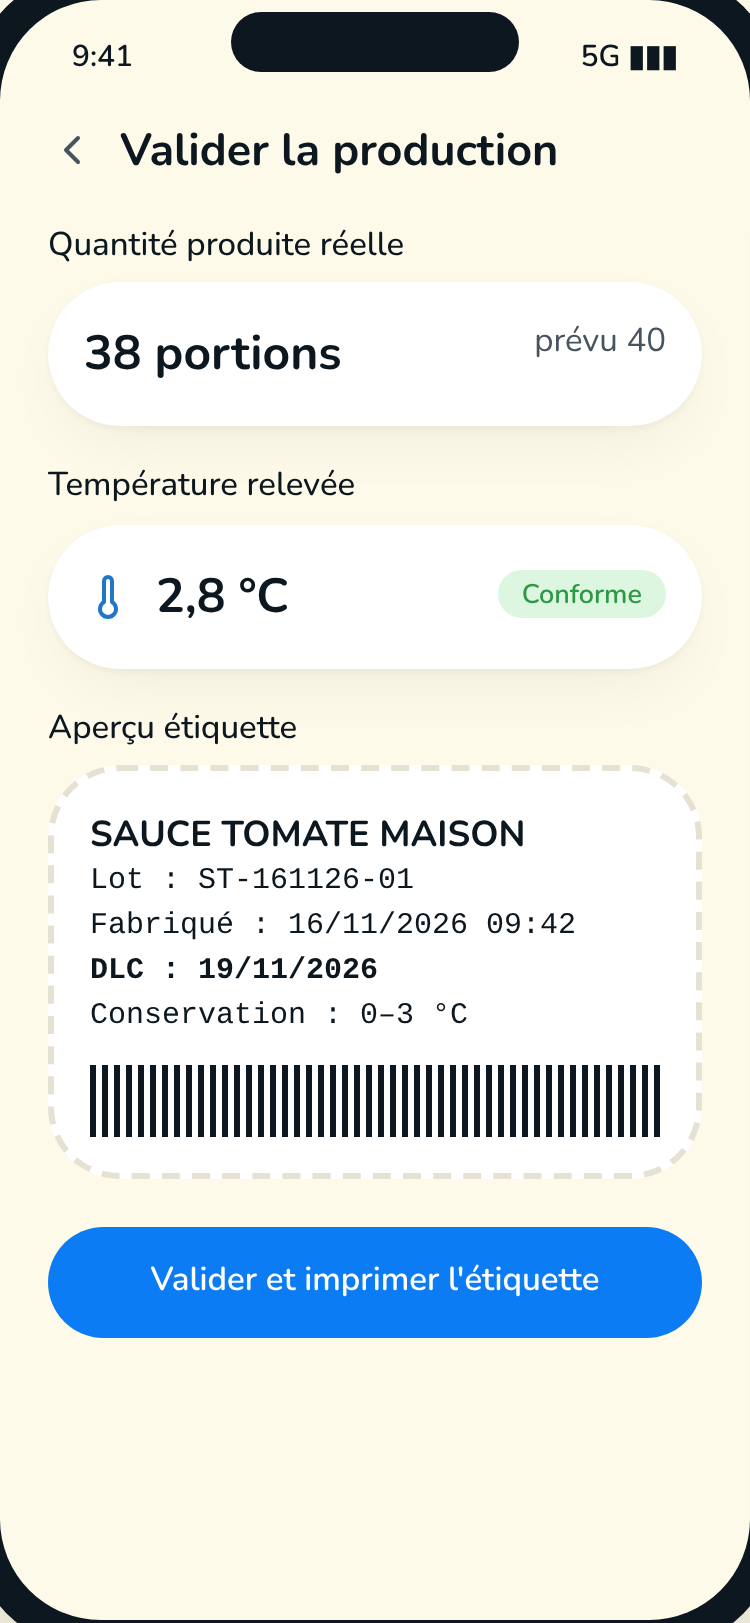 9:41
5G
Valider la production
Quantité produite réelle
38 portions
prévu 40
Température relevée
2,8 °C
Conforme
Aperçu étiquette
SAUCE TOMATE MAISON
Lot : ST-161126-01
Fabriqué : 16/11/2026 09:42
DLC : 19/11/2026
Conservation : 0–3 °C
Valider et imprimer l'étiquette